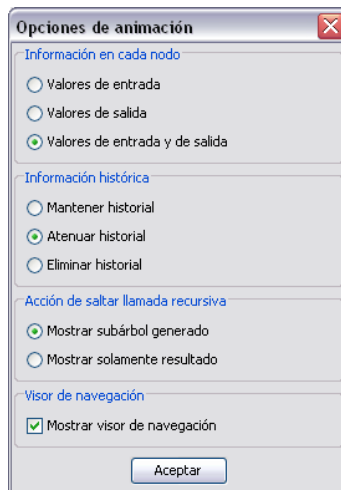 Opciones de animación
Información en cada nodo
Valores de entrada
Valores de salida
Valores de entrada y de salida
Información histórica
Mantener historial
Atenuar historial
Eliminar historial
Acción de saltar llamada recursiva
Mostrar subárbol generado
Mostrar solamente resultado
Visor de navegación
Mostrar visor de navegación
Aceptar